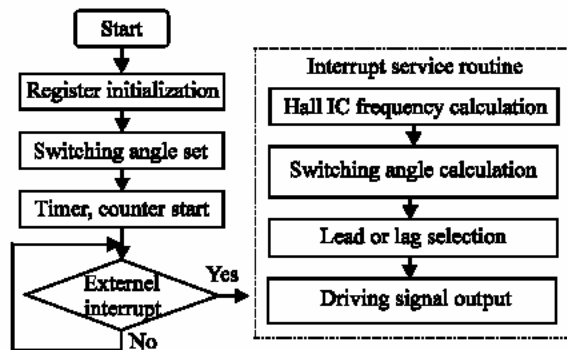 Start
Register initialization
Switching angle set
Timer, counter start
Externel
interrupt
Yes
No
Interrupt service routine
Hall IC frequency calculation
Switching angle calculation
Lead or lag selection
Driving signal output